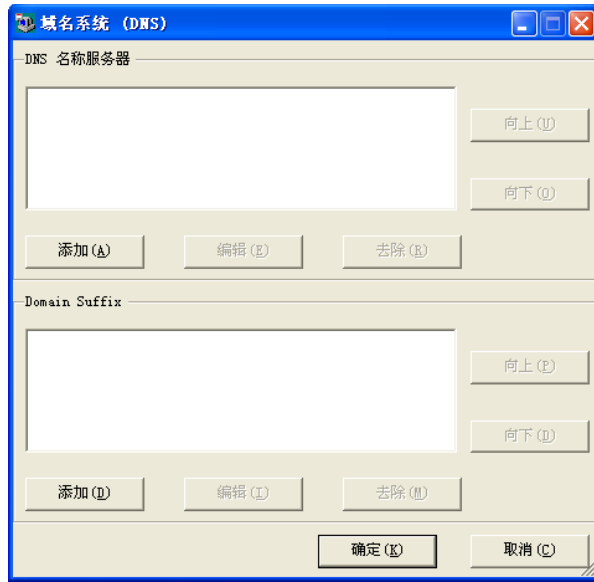 域名系统 (DNS)
DNS 名称服务器
向上(U)
向下(O)
添加(A) 编辑(E) 去除(R)
Domain Suffix
向上(P)
向下(D)
添加(D) 编辑(I) 去除(M)
确定(K) 取消(C)